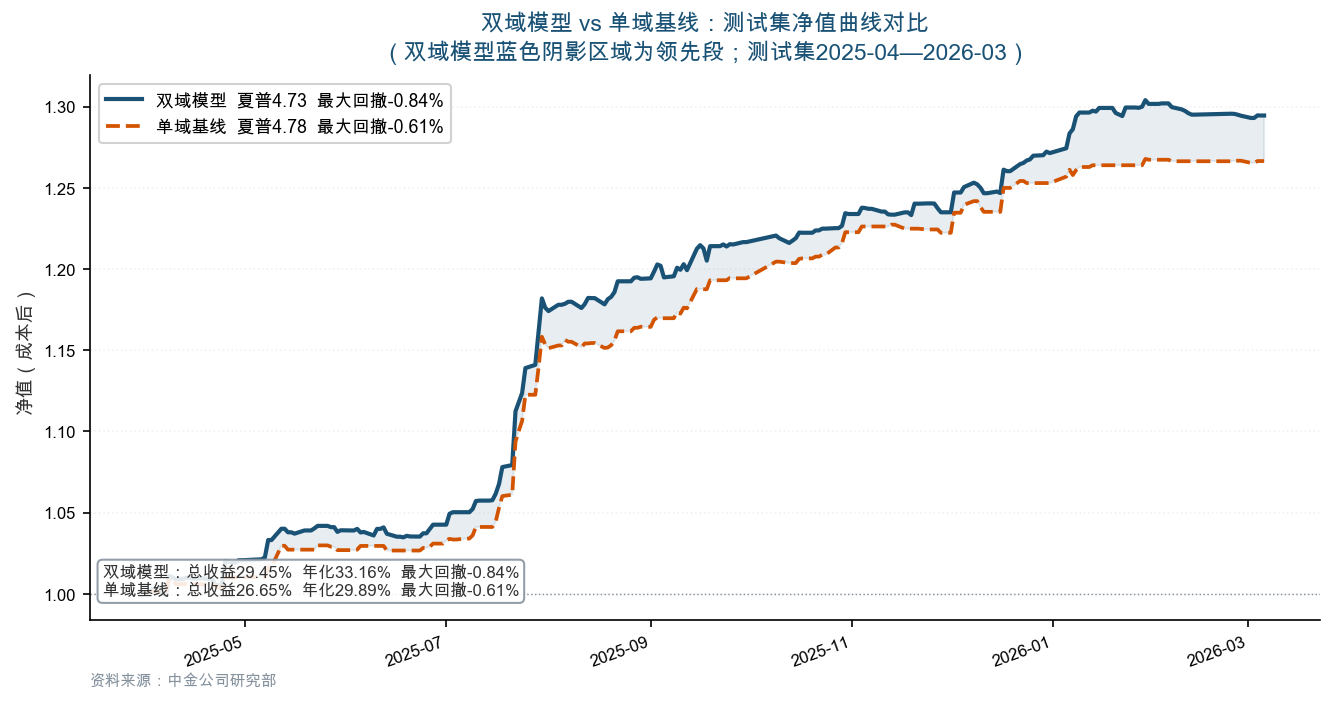 双域模型 vs 单域基线：测试集净值曲线对比
（双域模型蓝色阴影区域为领先段；测试集2025-04—2026-03）
双域模型 夏普4.73 最大回撤-0.84%
单域基线 夏普4.78 最大回撤-0.61%
净值（成本后）
1.30
1.25
1.20
1.15
1.10
1.05
1.00
双域模型：总收益29.45% 年化33.16% 最大回撤-0.84%
单域基线：总收益26.65% 年化29.89% 最大回撤-0.61%
2025-05
2025-07
2025-09
2025-11
2026-01
2026-03
资料来源：中金公司研究部